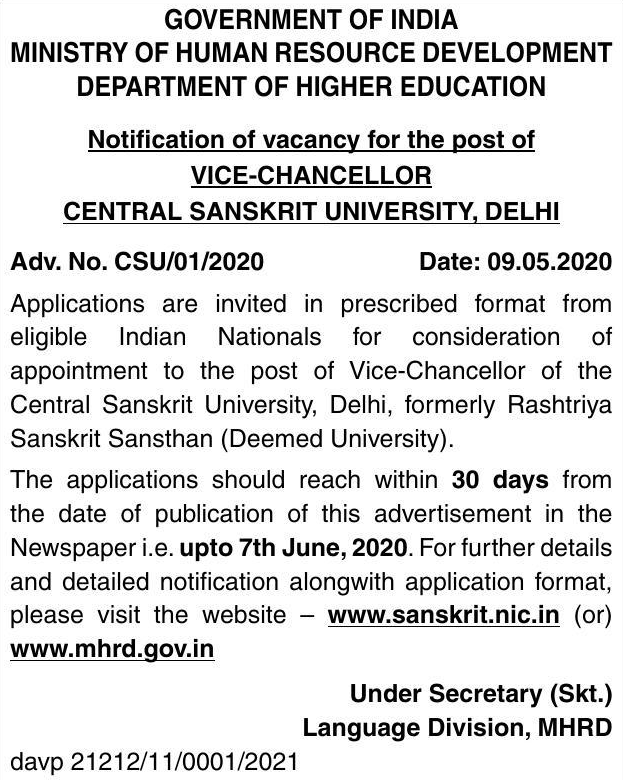 GOVERNMENT OF INDIA
MINISTRY OF HUMAN RESOURCE DEVELOPMENT
DEPARTMENT OF HIGHER EDUCATION
Notification of vacancy for the post of
VICE-CHANCELLOR
CENTRAL SANSKRIT UNIVERSITY, DELHI
Adv. No. CSU/01/2020 Date: 09.05.2020
Applications are invited in prescribed format from
eligible Indian Nationals for consideration of
appointment to the post of Vice-Chancellor of the
Central Sanskrit University, Delhi, formerly Rashtriya
Sanskrit Sansthan (Deemed University).
The applications should reach within 30 days from
the date of publication of this advertisement in the
Newspaper i.e. upto 7th June, 2020. For further details
and detailed notification alongwith application format,
please visit the website – www.sanskrit.nic.in (or)
www.mhrd.gov.in
Under Secretary (Skt.)
Language Division, MHRD
davp 21212/11/0001/2021